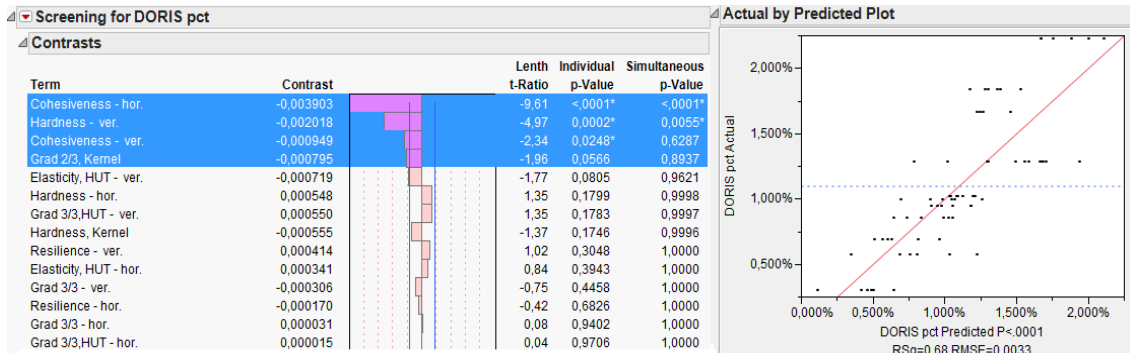 Screening for DORIS pct
Contrasts
Lenth Individual Simultaneous
Term Contrast t-Ratio p-Value p-Value
Cohesiveness - hor. -0,003903 -9,61 <,0001* <,0001*
Hardness - ver. -0,002018 -4,97 0,0002* 0,0055*
Cohesiveness - ver. -0,000949 -2,34 0,0248* 0,6287
Grad 2/3, Kernel -0,000795 -1,96 0,0566 0,8937
Elasticity, HUT - ver. -0,000719 -1,77 0,0805 0,9621
Hardness - hor. 0,000548 1,35 0,1799 0,9998
Grad 3/3,HUT - ver. 0,000550 1,35 0,1783 0,9997
Hardness, Kernel -0,000555 -1,37 0,1746 0,9996
Resilience - ver. 0,000414 1,02 0,3048 1,0000
Elasticity, HUT - hor. 0,000341 0,84 0,3943 1,0000
Grad 3/3 - ver. -0,000306 -0,75 0,4458 1,0000
Resilience - hor. -0,000170 -0,42 0,6826 1,0000
Grad 3/3 - hor. 0,000031 0,08 0,9402 1,0000
Grad 3/3,HUT - hor. 0,000015 0,04 0,9706 1,0000
Actual by Predicted Plot
DORIS pct Actual
2,000%
1,500%
1,000%
0,500%
0,000% 0,500% 1,000% 1,500% 2,000%
DORIS pct Predicted P<.0001
RSq=0,68 RMSE=0,0033